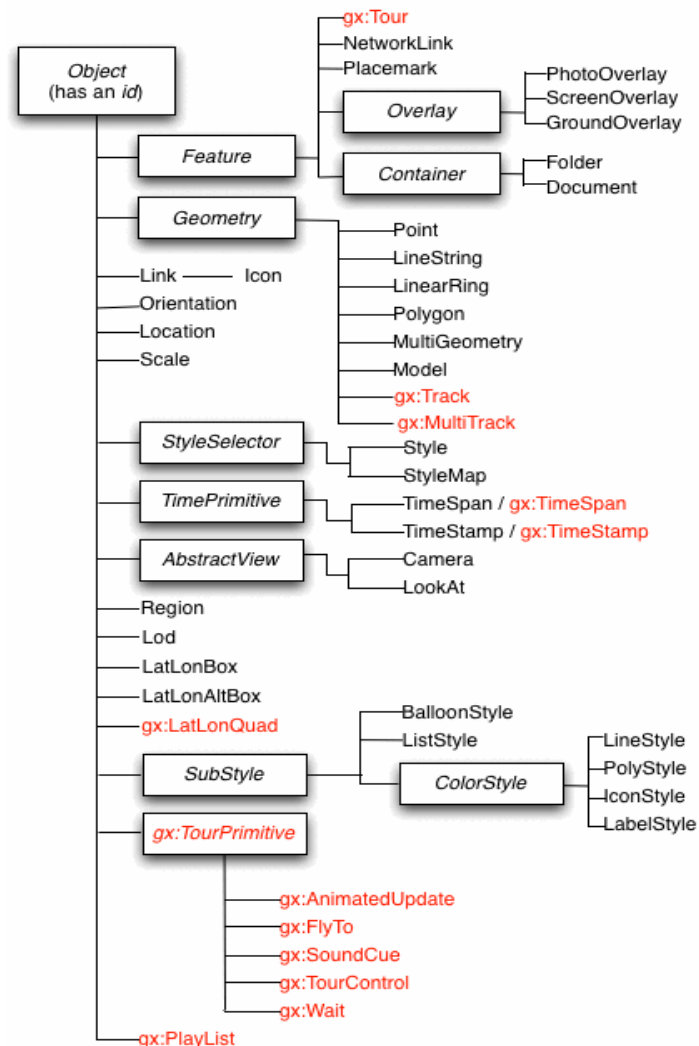 gx:Tour
NetworkLink
Placemark
Object
(has an id)
Overlay
PhotoOverlay
ScreenOverlay
GroundOverlay
Feature
Container
Folder
Document
Geometry
Point
LineString
LinearRing
Polygon
MultiGeometry
Model
gx:Track
gx:MultiTrack
Link
Icon
Orientation
Location
Scale
StyleSelector
Style
StyleMap
TimePrimitive
TimeSpan / gx:TimeSpan
TimeStamp / gx:TimeStamp
AbstractView
Camera
LookAt
Region
Lod
LatLonBox
LatLonAltBox
gx:LatLonQuad
SubStyle
BalloonStyle
ListStyle
ColorStyle
LineStyle
PolyStyle
IconStyle
LabelStyle
gx:TourPrimitive
gx:AnimatedUpdate
gx:FlyTo
gx:SoundCue
gx:TourControl
gx:Wait
gx:PlayList